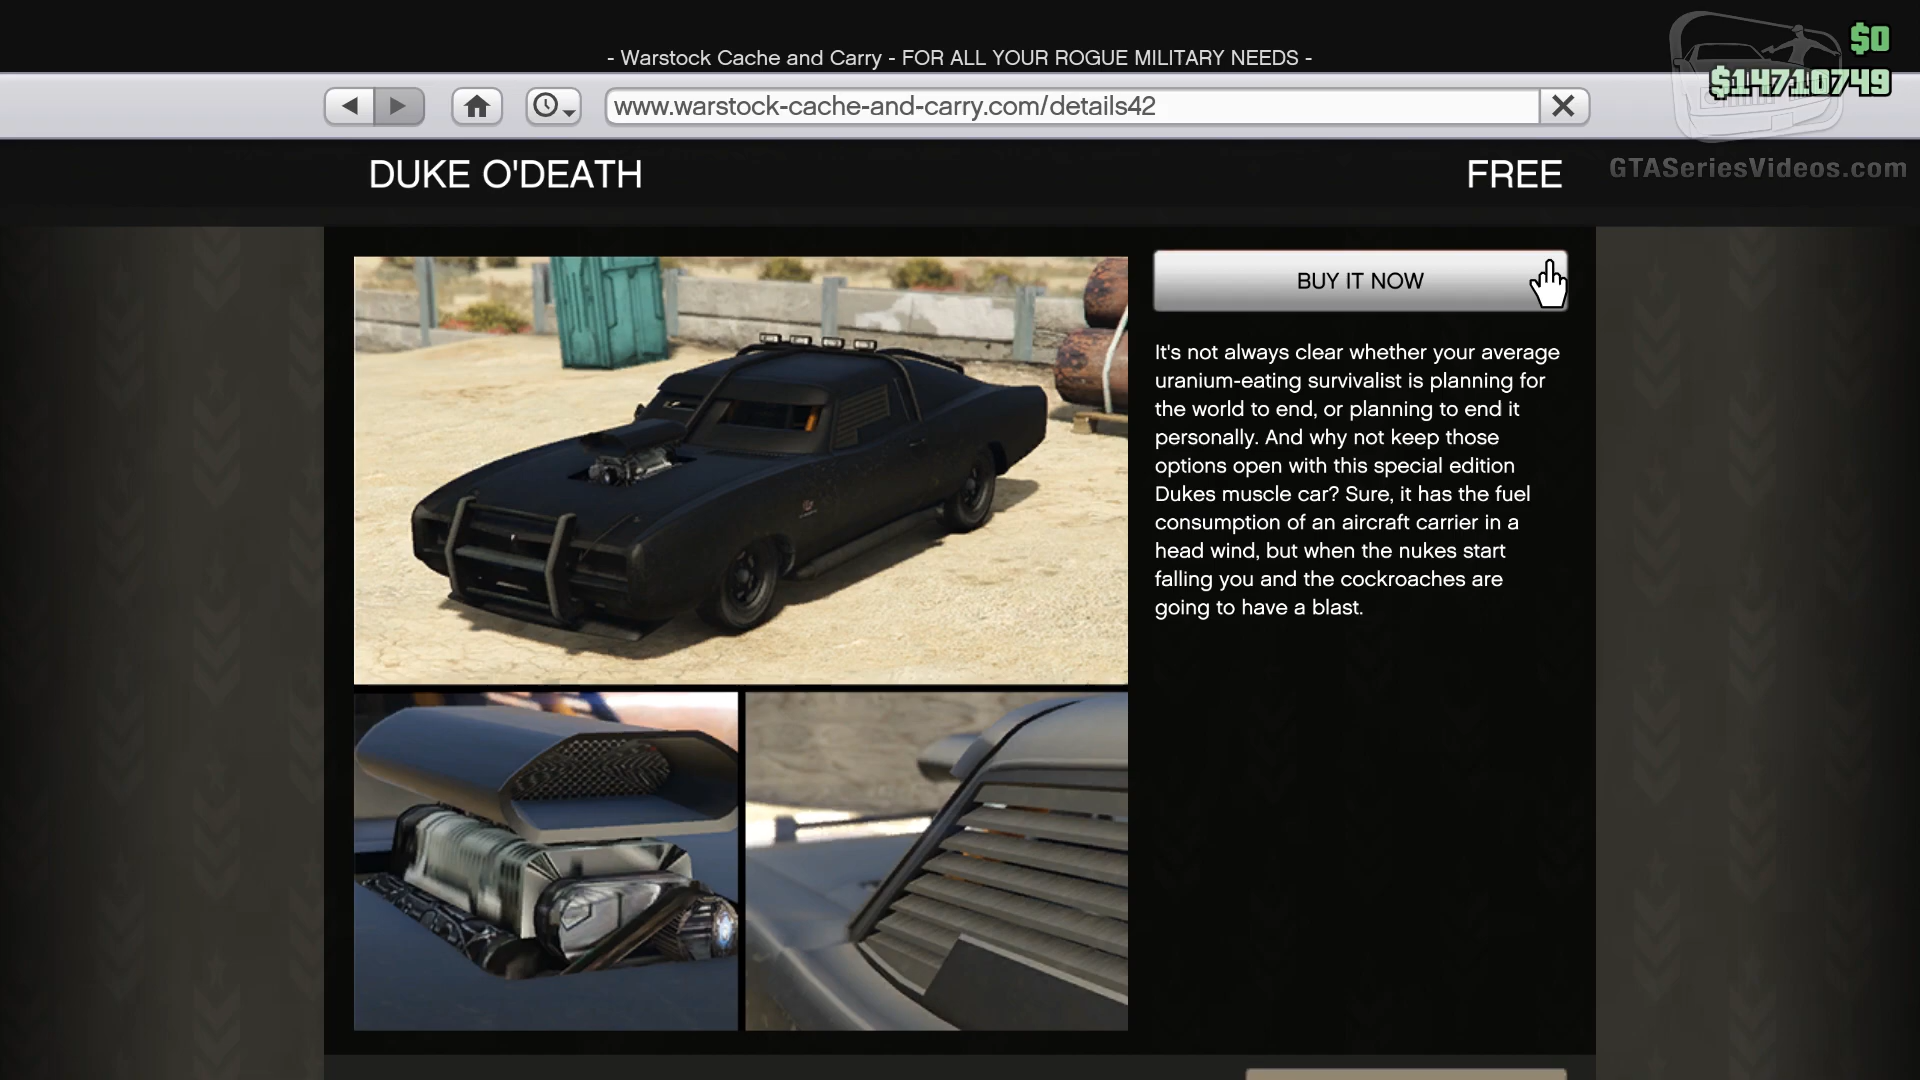 - Warstock Cache and Carry - FOR ALL YOUR ROGUE MILITARY NEEDS -
$0
$14710749
www.warstock-cache-and-carry.com/details42
DUKE O'DEATH
FREE
GTASeriesVideos.com
BUY IT NOW
It's not always clear whether your average
uranium-eating survivalist is planning for
the world to end, or planning to end it
personally. And why not keep those
options open with this special edition
Dukes muscle car? Sure, it has the fuel
consumption of an aircraft carrier in a
head wind, but when the nukes start
falling you and the cockroaches are
going to have a blast.